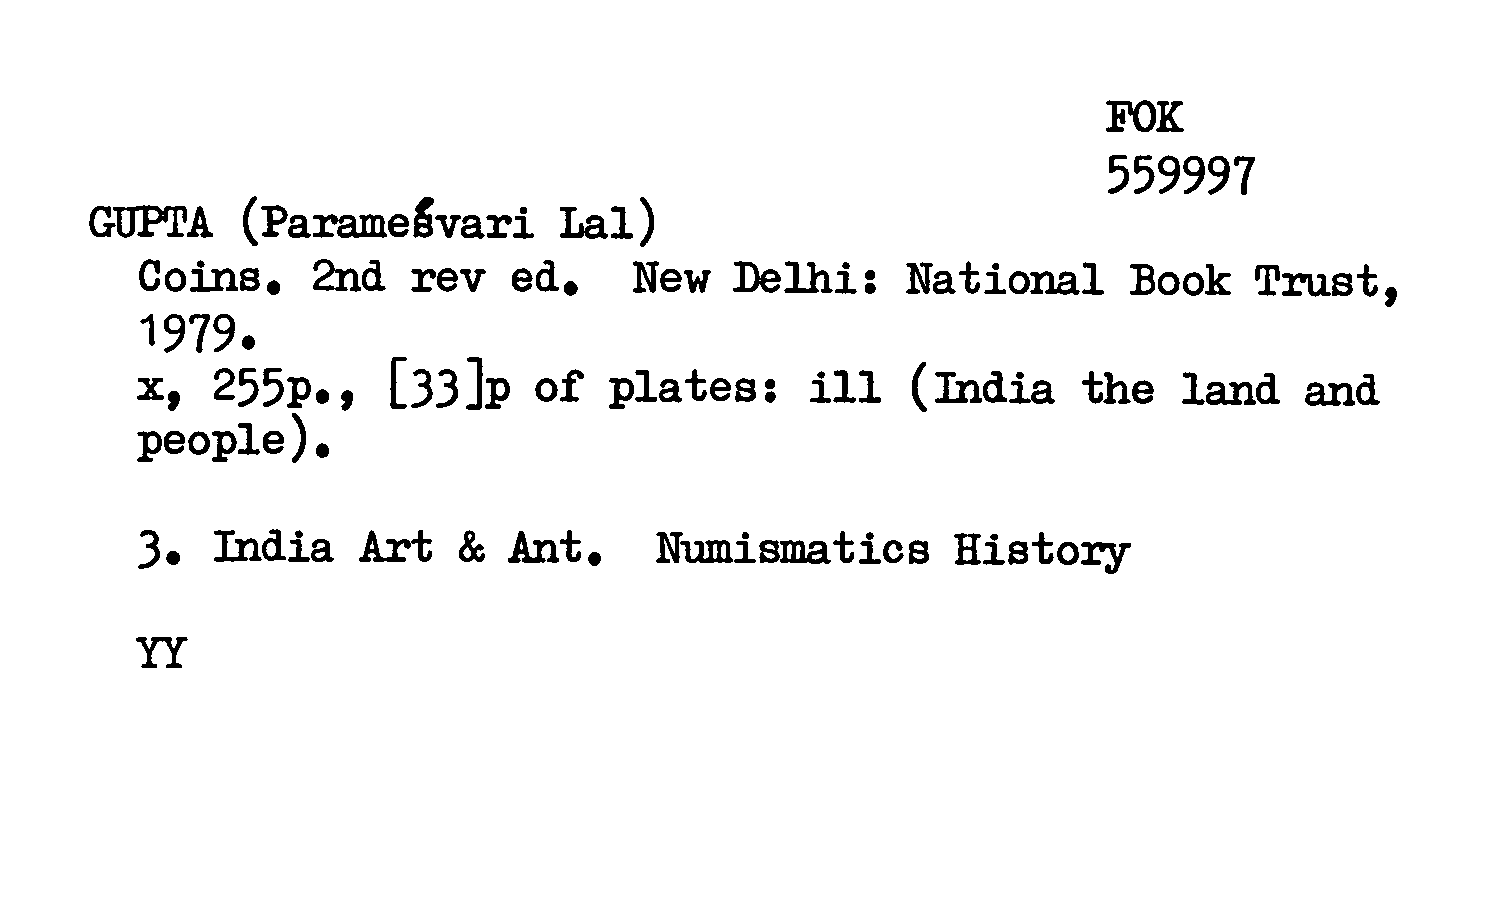 FOK
559997
GUPTA (Parameśvari Lal)
Coins. 2nd rev ed. New Delhi: National Book Trust,
1979.
x, 255p., [33]p of plates: ill (India the land and
people).
3. India Art & Ant. Numismatics History
YY